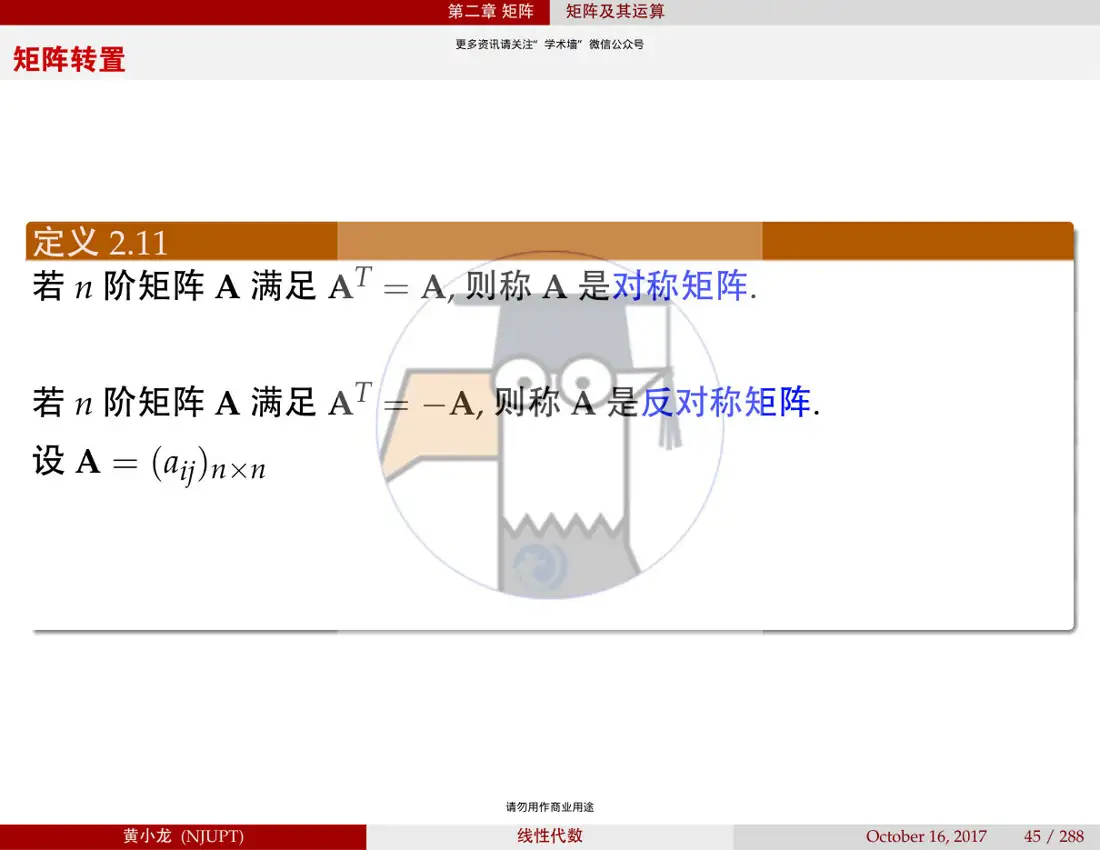 第二章 矩阵 矩阵及其运算
更多资讯请关注“学术墙”微信公众号
矩阵转置
定义 2.11
若 n 阶矩阵 A 满足 A^T = A, 则称 A 是对称矩阵.
若 n 阶矩阵 A 满足 A^T = −A, 则称 A 是反对称矩阵.
设 A = (a_{ij})_{n×n}
请勿用作商业用途
黄小龙 (NJUPT) 线性代数 October 16, 2017 45 / 288